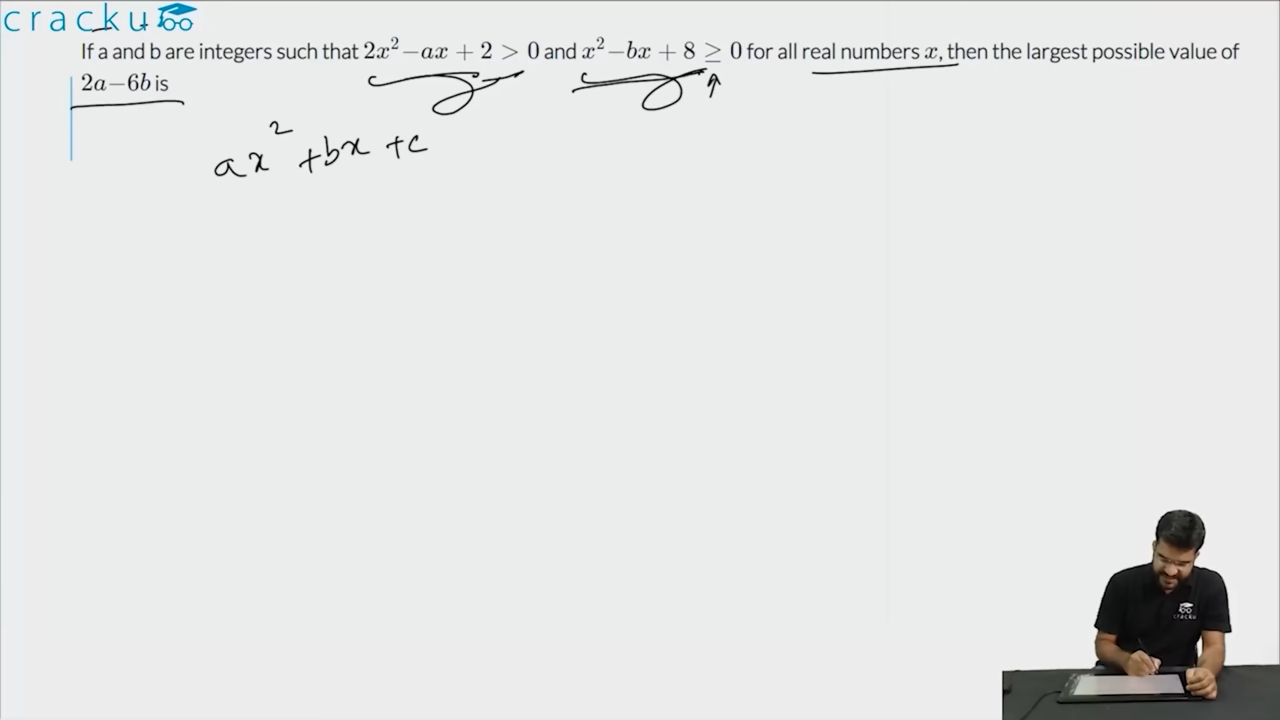 cracku
If a and b are integers such that 2x²−ax + 2 > 0 and x²−bx + 8 ≥ 0 for all real numbers x, then the largest possible value of
2a−6b is
ax² + bx + c
cracku